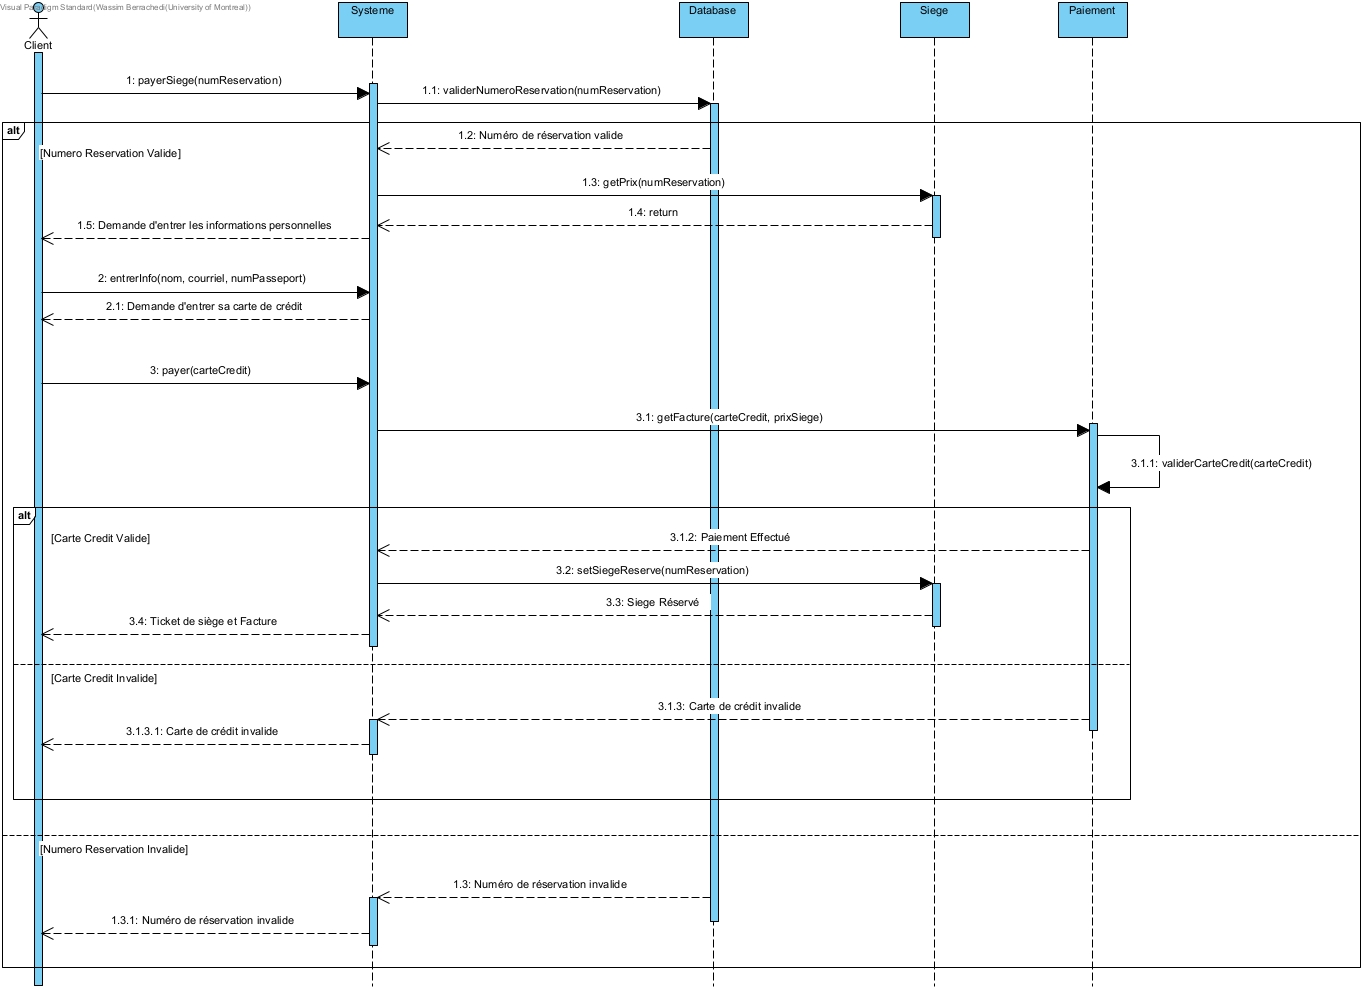 Visual Paradigm Standard(Wassim Berrachedi(University of Montreal))
Client
Systeme
Database
Siege
Paiement
1: payerSiege(numReservation)
1.1: validerNumeroReservation(numReservation)
alt
1.2: Numéro de réservation valide
[Numero Reservation Valide]
1.3: getPrix(numReservation)
1.4: return
1.5: Demande d'entrer les informations personnelles
2: entrerInfo(nom, courriel, numPasseport)
2.1: Demande d'entrer sa carte de crédit
3: payer(carteCredit)
3.1: getFacture(carteCredit, prixSiege)
3.1.1: validerCarteCredit(carteCredit)
alt
[Carte Credit Valide]
3.1.2: Paiement Effectué
3.2: setSiegeReserve(numReservation)
3.3: Siege Réservé
3.4: Ticket de siège et Facture
[Carte Credit Invalide]
3.1.3: Carte de crédit invalide
3.1.3.1: Carte de crédit invalide
[Numero Reservation Invalide]
1.3: Numéro de réservation invalide
1.3.1: Numéro de réservation invalide